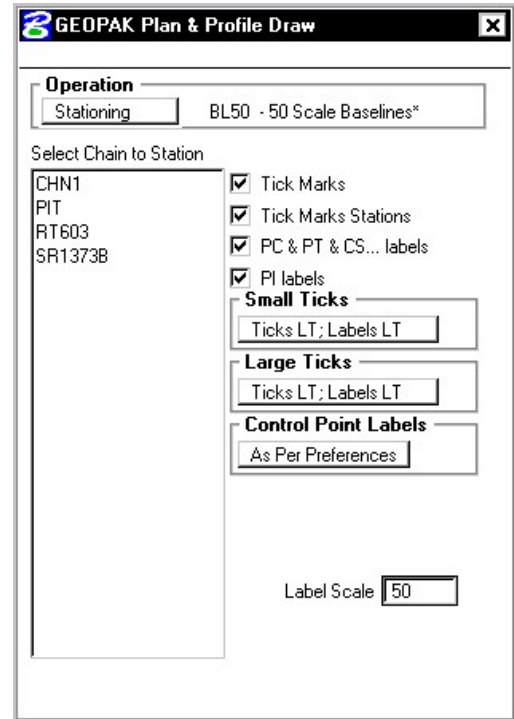 GEOPAK Plan & Profile Draw
Operation
Stationing BL50 - 50 Scale Baselines*
Select Chain to Station
CHN1
PIT
RT603
SR1373B
Tick Marks
Tick Marks Stations
PC & PT & CS... labels
PI labels
Small Ticks
Ticks LT; Labels LT
Large Ticks
Ticks LT; Labels LT
Control Point Labels
As Per Preferences
Label Scale 50